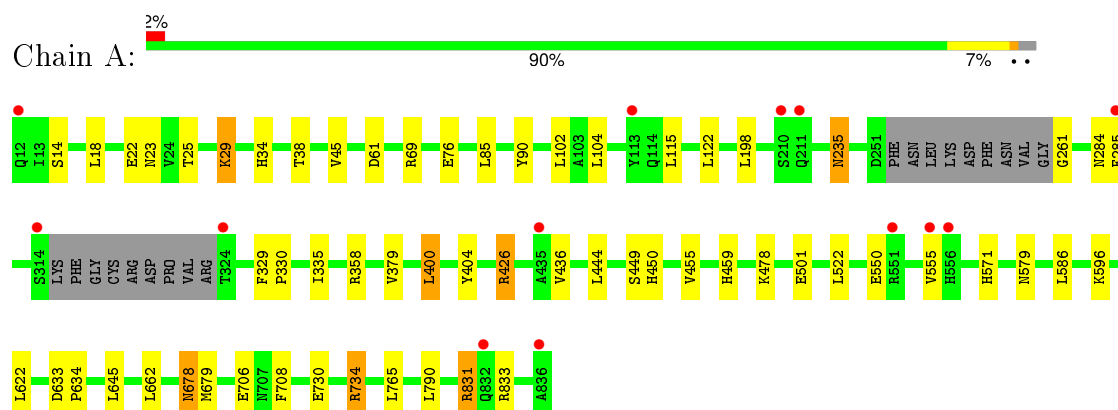 2%
Chain A:
90% 7% • •
Q12 I13 S14 L18 E22 N23 V24 T25 K29 H34 T38 V45 D61 R69 E76 L85 Y90 L102 A103 L104 Y113 Q114 L115 L122 L198 S210 Q211 N235 D251 PHE ASN LEU LYS ASP PHE ASN VAL GLY G261 N284
S314 LYS PHE GLY CYS ARG ASP PRO VAL ARG T324 F329 P330 I335 R358 V379 L400 Y404 R426 A435 V436 L444 S449 H450 V455 H459 K478 E501 L522 E550 R551 V555 H556 H571 N579 L586 K596
L622 D633 P634 L645 L662 N678 M679 E706 N707 F708 E730 R734 L765 L790 R831 Q832 R833 A836